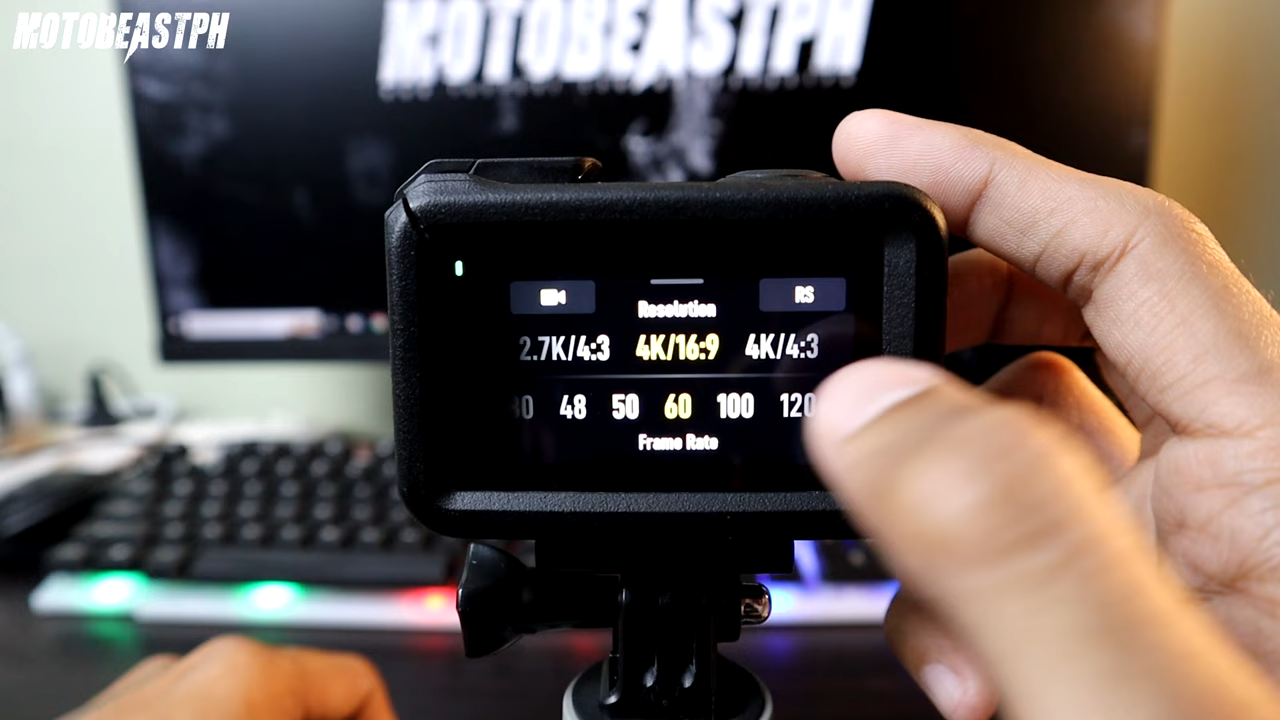 MOTOBEASTPH
MOTOBEASTPH
RS
Resolution
2.7K/4:3 4K/16:9 4K/4:3
48 50 60 100 120
Frame Rate